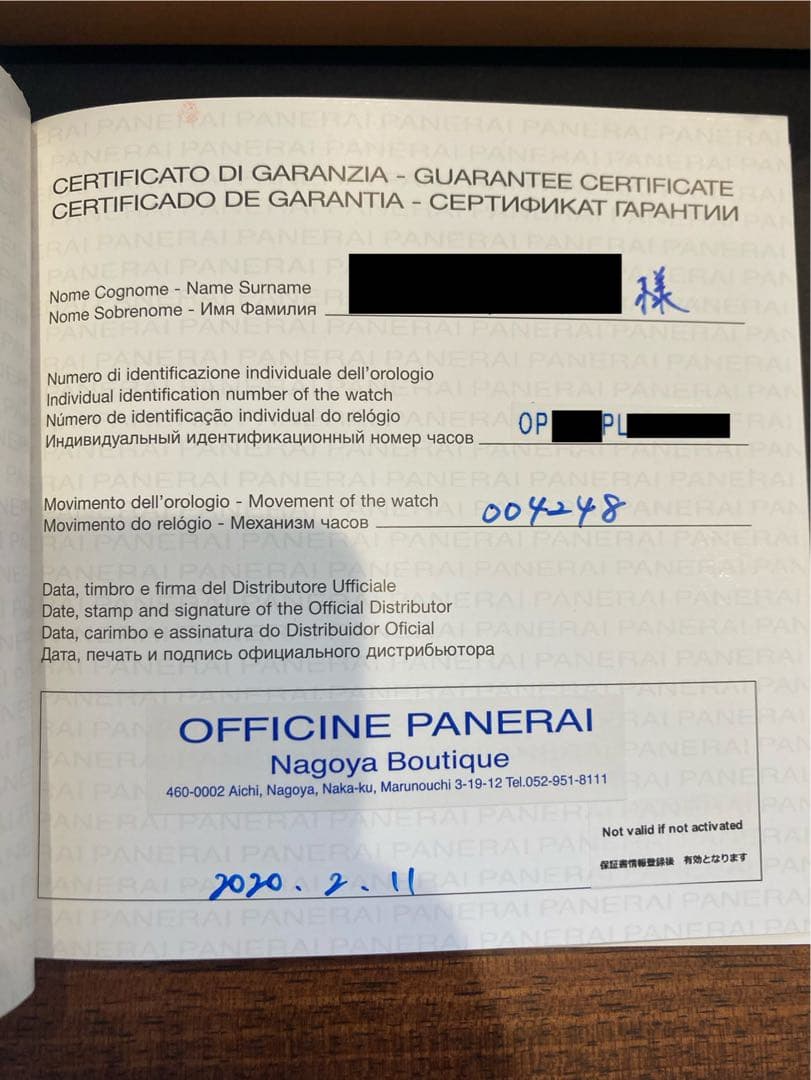 CERTIFICATO DI GARANZIA - GUARANTEE CERTIFICATE
CERTIFICADO DE GARANTIA - СЕРТИФИКАТ ГАРАНТИИ
Nome Cognome - Name Surname
Nome Sobrenome - Имя Фамилия 様
Numero di identificazione individuale dell'orologio
Individual identification number of the watch
Número de identificação individual do relógio
Индивидуальный идентификационный номер часов OP PL
Movimento dell'orologio - Movement of the watch
Movimento do relógio - Механизм часов 004248
Data, timbro e firma del Distributore Ufficiale
Date, stamp and signature of the Official Distributor
Data, carimbo e assinatura do Distribuidor Oficial
Дата, печать и подпись официального дистрибьютора
OFFICINE PANERAI
Nagoya Boutique
460-0002 Aichi, Nagoya, Naka-ku, Marunouchi 3-19-12 Tel.052-951-8111
Not valid if not activated
保証書情報登録後 有効となります
2020.2.11